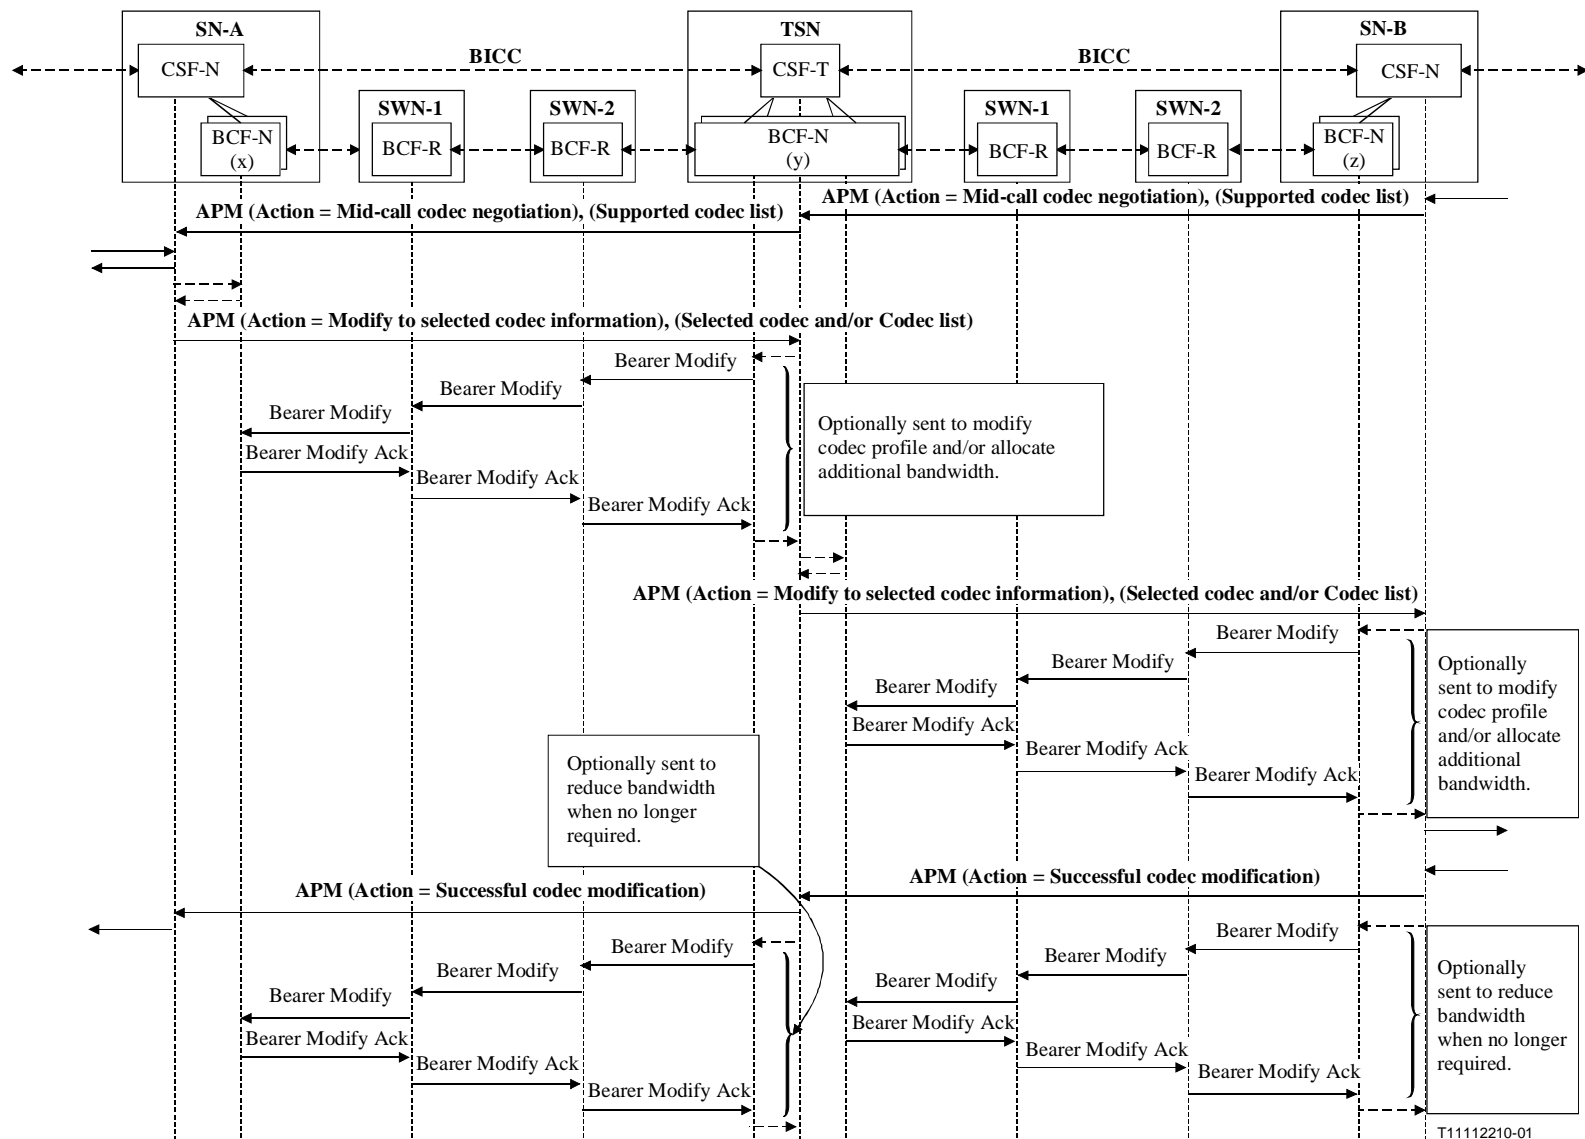 SN-A
TSN
SN-B
BICC
BICC
CSF-N
CSF-T
CSF-N
SWN-1
SWN-2
SWN-1
SWN-2
BCF-N
(x)
BCF-R
BCF-R
BCF-N
(y)
BCF-R
BCF-R
BCF-N
(z)
APM (Action = Mid-call codec negotiation), (Supported codec list)
APM (Action = Mid-call codec negotiation), (Supported codec list)
APM (Action = Modify to selected codec information), (Selected codec and/or Codec list)
Bearer Modify
Bearer Modify
Bearer Modify
Bearer Modify Ack
Bearer Modify Ack
Bearer Modify Ack
Optionally sent to modify
codec profile and/or allocate
additional bandwidth.
APM (Action = Modify to selected codec information), (Selected codec and/or Codec list)
Bearer Modify
Bearer Modify
Bearer Modify
Bearer Modify Ack
Bearer Modify Ack
Bearer Modify Ack
Optionally
sent to modify
codec profile
and/or allocate
additional
bandwidth.
Optionally sent to
reduce bandwidth
when no longer
required.
APM (Action = Successful codec modification)
APM (Action = Successful codec modification)
Bearer Modify
Bearer Modify
Bearer Modify
Bearer Modify Ack
Bearer Modify Ack
Bearer Modify Ack
Bearer Modify
Bearer Modify
Bearer Modify
Bearer Modify Ack
Bearer Modify Ack
Bearer Modify Ack
Optionally
sent to reduce
bandwidth
when no longer
required.
T11112210-01